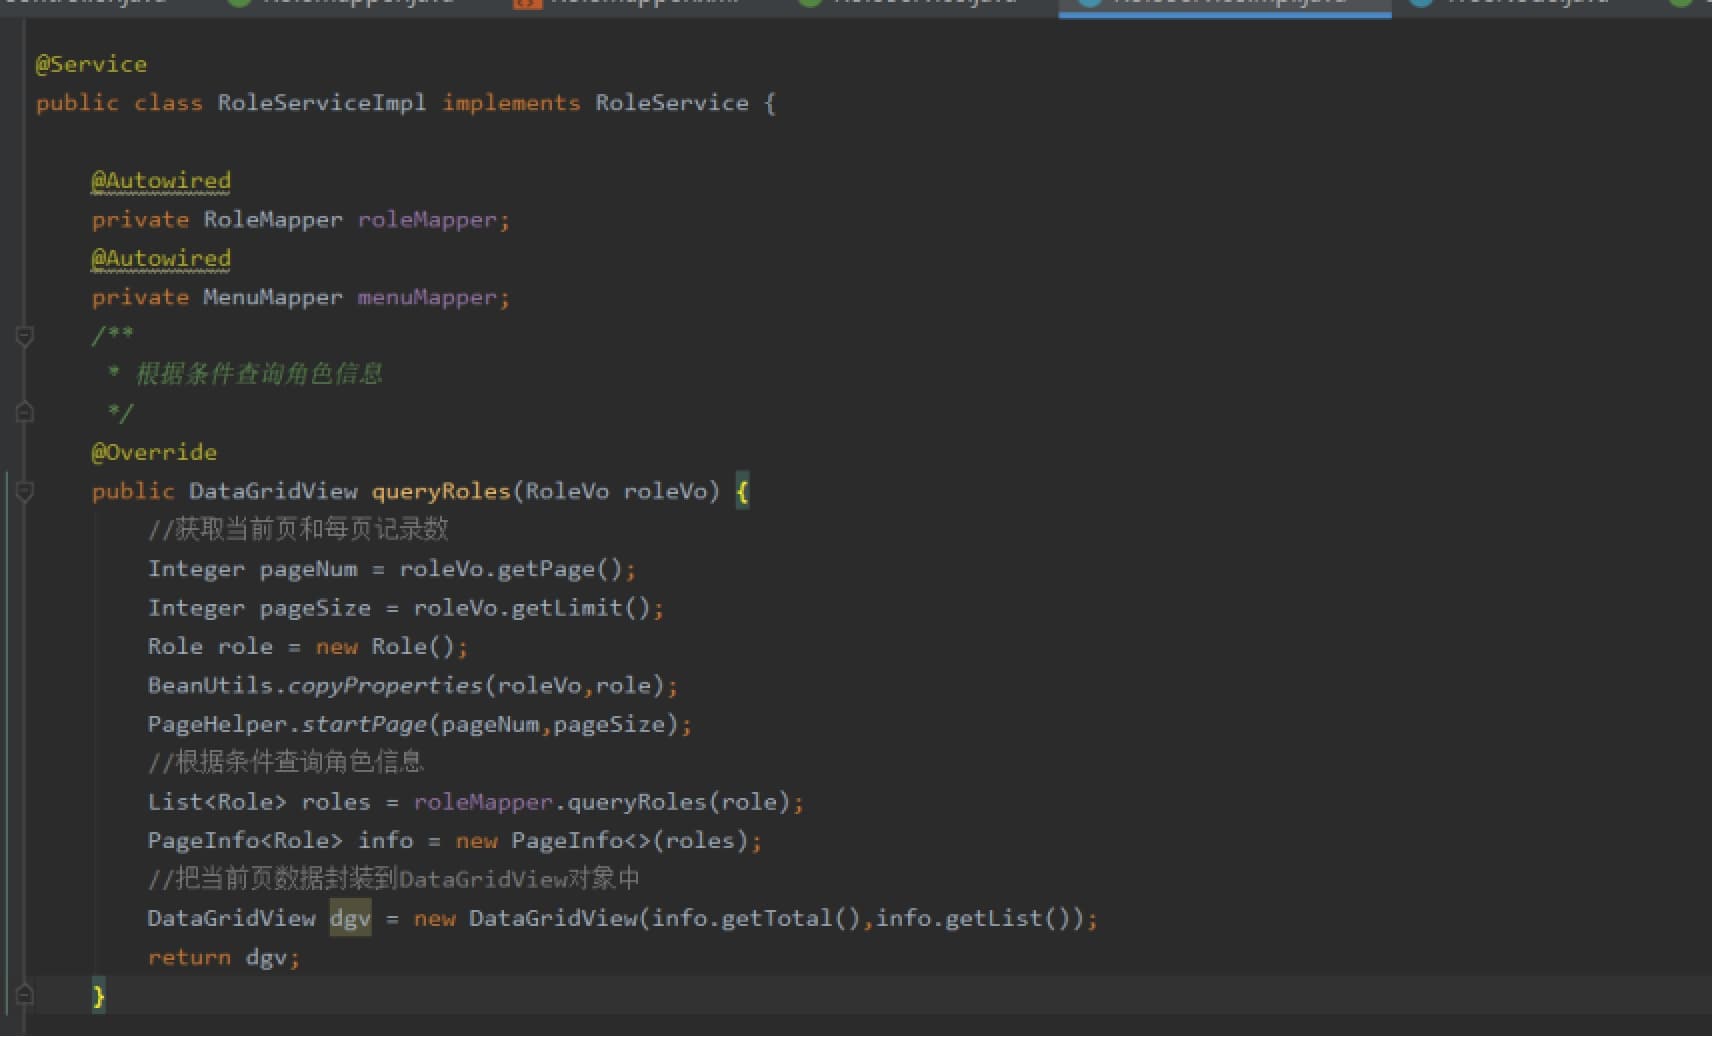 @Service
public class RoleServiceImpl implements RoleService {
@Autowired
private RoleMapper roleMapper;
@Autowired
private MenuMapper menuMapper;
/**
* 根据条件查询角色信息
*/
@Override
public DataGridView queryRoles(RoleVo roleVo) {
//获取当前页和每页记录数
Integer pageNum = roleVo.getPage();
Integer pageSize = roleVo.getLimit();
Role role = new Role();
BeanUtils.copyProperties(roleVo,role);
PageHelper.startPage(pageNum,pageSize);
//根据条件查询角色信息
List<Role> roles = roleMapper.queryRoles(role);
PageInfo<Role> info = new PageInfo<>(roles);
//把当前页数据封装到DataGridView对象中
DataGridView dgv = new DataGridView(info.getTotal(),info.getList());
return dgv;
}